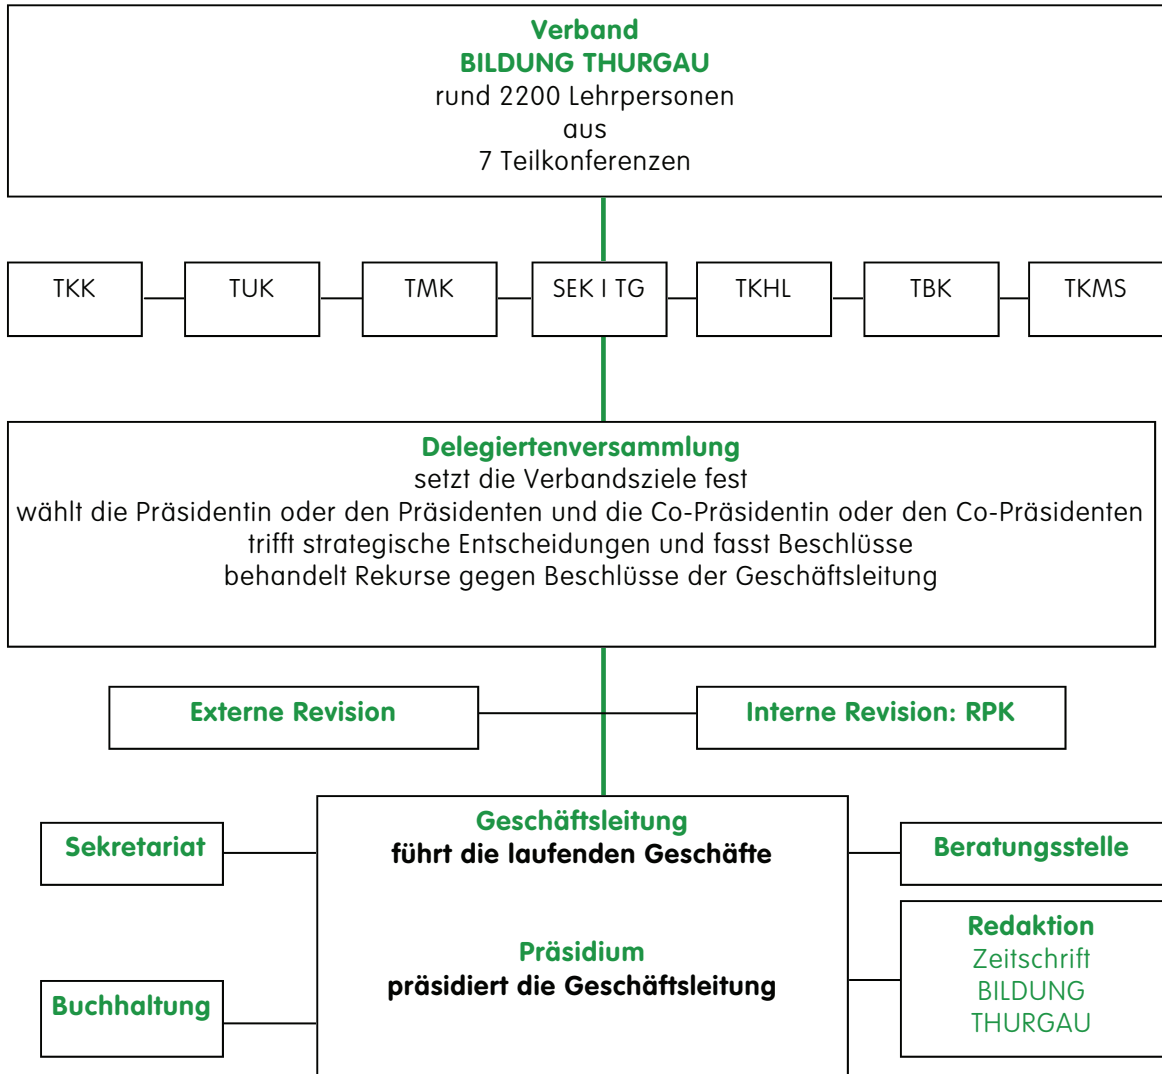 Verband
BILDUNG THURGAU
rund 2200 Lehrpersonen
aus
7 Teilkonferenzen
TKK
TUK
TMK
SEK I TG
TKHL
TBK
TKMS
Delegiertenversammlung
setzt die Verbandsziele fest
wählt die Präsidentin oder den Präsidenten und die Co-Präsidentin oder den Co-Präsidenten
trifft strategische Entscheidungen und fasst Beschlüsse
behandelt Rekurse gegen Beschlüsse der Geschäftsleitung
Externe Revision
Interne Revision: RPK
Sekretariat
Geschäftsleitung
führt die laufenden Geschäfte
Beratungsstelle
Präsidium
präsidiert die Geschäftsleitung
Redaktion
Zeitschrift
BILDUNG
THURGAU
Buchhaltung